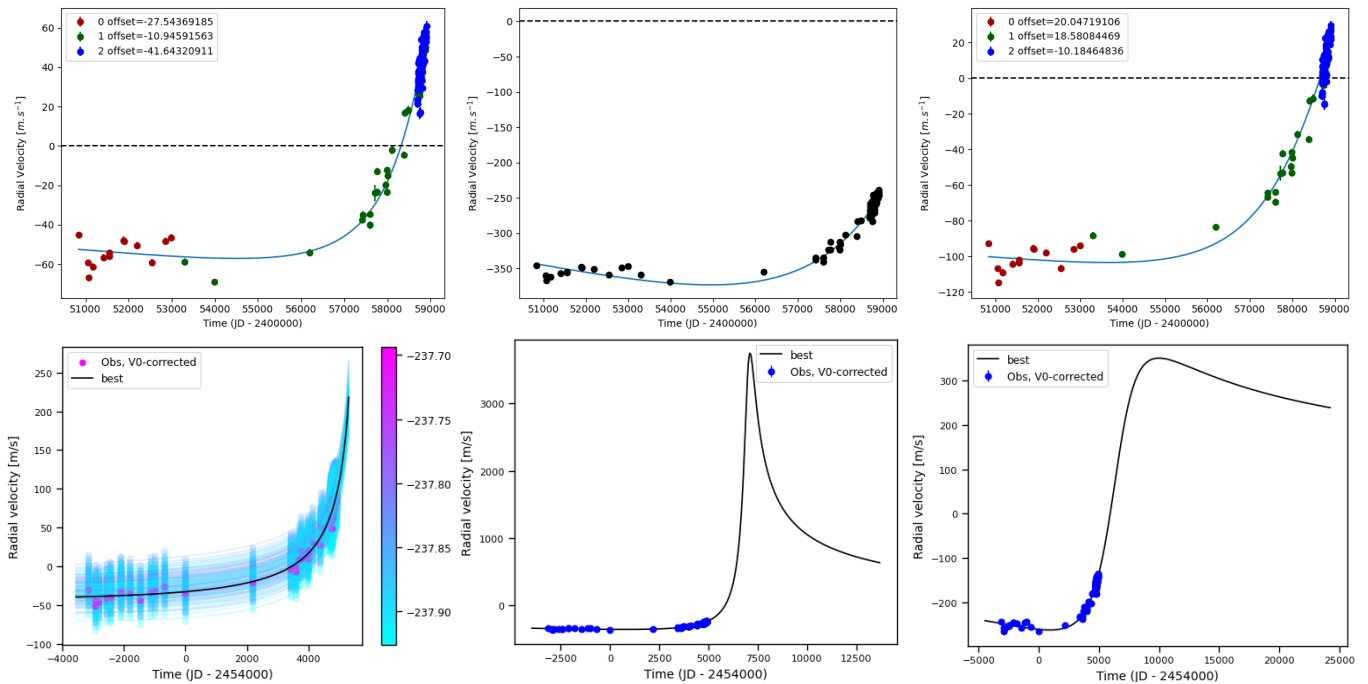 0 offset=-27.54369185
1 offset=-10.94591563
2 offset=-41.64320911
Radial Velocity [m.s⁻¹]
60
40
20
0
−20
−40
−60
51000 52000 53000 54000 55000 56000 57000 58000 59000
Time (JD - 2400000)
Radial Velocity [m.s⁻¹]
0
−50
−100
−150
−200
−250
−300
−350
51000 52000 53000 54000 55000 56000 57000 58000 59000
Time (JD - 2400000)
0 offset=20.04719106
1 offset=18.58084469
2 offset=-10.18464836
Radial Velocity [m.s⁻¹]
20
0
−20
−40
−60
−80
−100
−120
51000 52000 53000 54000 55000 56000 57000 58000 59000
Time (JD - 2400000)
Obs, V0-corrected
best
Radial velocity [m/s]
250
200
150
100
50
0
−50
−100
−4000 −2000 0 2000 4000
Time (JD - 2454000)
−237.70
−237.75
−237.80
−237.85
−237.90
best
Obs, V0-corrected
Radial velocity [m/s]
3000
2000
1000
0
−2500 0 2500 5000 7500 10000 12500
Time (JD - 2454000)
best
Obs, V0-corrected
Radial velocity [m/s]
300
200
100
0
−100
−200
−5000 0 5000 10000 15000 20000 25000
Time (JD - 2454000)